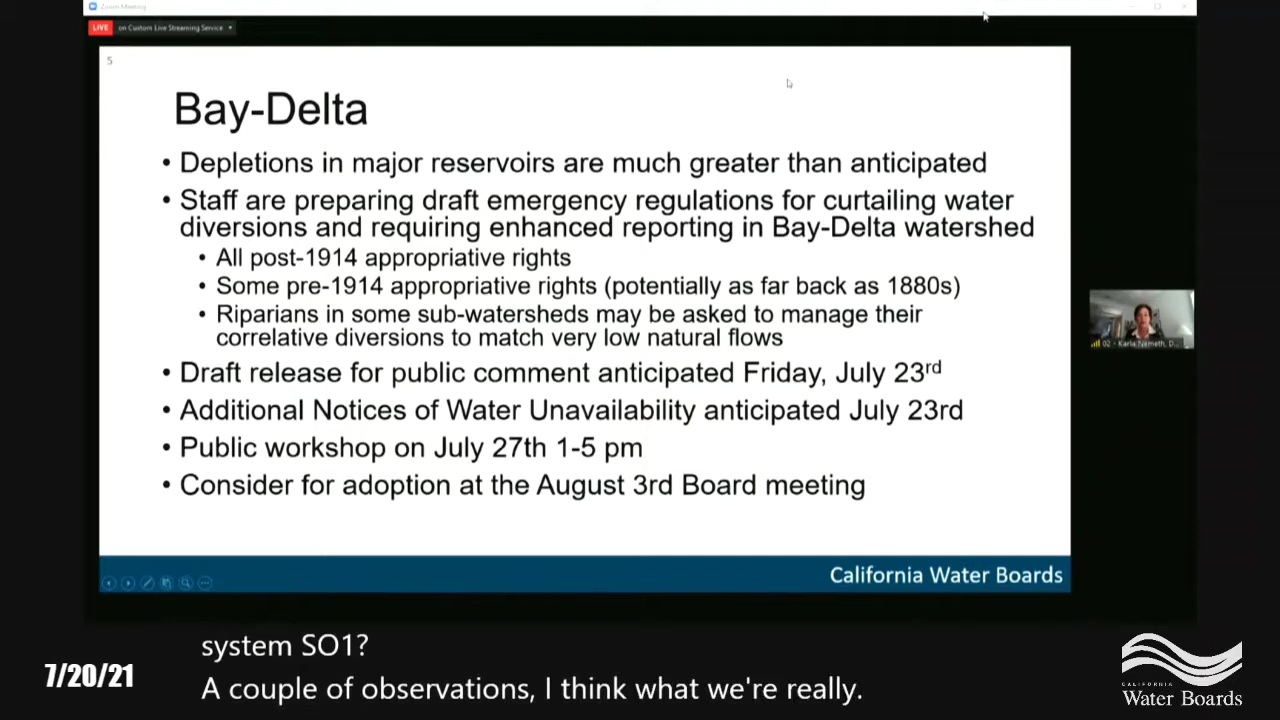 Zoom Meeting
LIVE on Custom Live Streaming Service
5
Bay-Delta
• Depletions in major reservoirs are much greater than anticipated
• Staff are preparing draft emergency regulations for curtailing water
diversions and requiring enhanced reporting in Bay-Delta watershed
• All post-1914 appropriative rights
• Some pre-1914 appropriative rights (potentially as far back as 1880s)
• Riparians in some sub-watersheds may be asked to manage their
correlative diversions to match very low natural flows
• Draft release for public comment anticipated Friday, July 23rd
• Additional Notices of Water Unavailability anticipated July 23rd
• Public workshop on July 27th 1-5 pm
• Consider for adoption at the August 3rd Board meeting
02 - Karla Nemeth, D...
California Water Boards
system SO1?
A couple of observations, I think what we're really.
7/20/21
CALIFORNIA
Water Boards